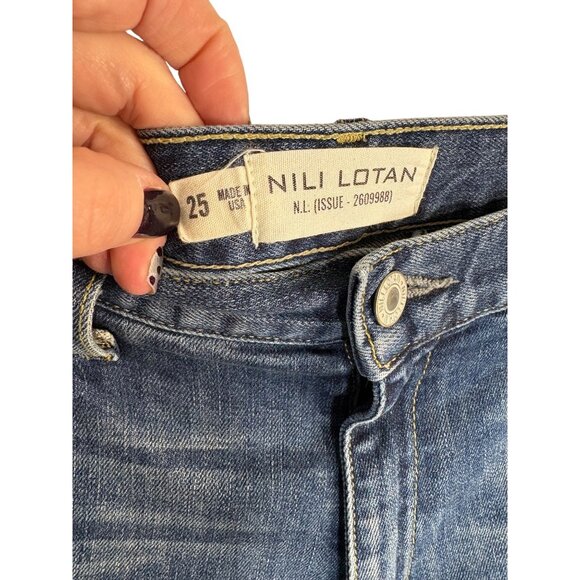 25
MADE IN
USA
NILI LOTAN
N.L. (ISSUE - 2609988)